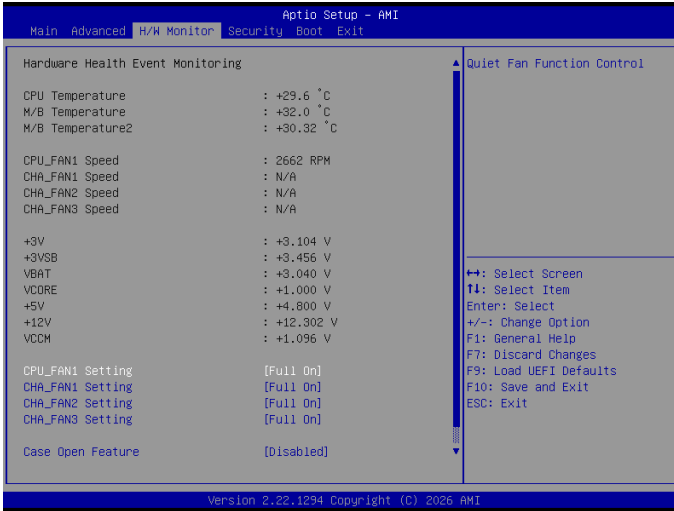 Aptio Setup – AMI
Main Advanced H/W Monitor Security Boot Exit
Hardware Health Event Monitoring
CPU Temperature : +29.6 °C
M/B Temperature : +32.0 °C
M/B Temperature2 : +30.32 °C
CPU_FAN1 Speed : 2662 RPM
CHA_FAN1 Speed : N/A
CHA_FAN2 Speed : N/A
CHA_FAN3 Speed : N/A
+3V : +3.104 V
+3VSB : +3.456 V
VBAT : +3.040 V
VCORE : +1.000 V
+5V : +4.800 V
+12V : +12.302 V
VCCM : +1.096 V
CPU_FAN1 Setting [Full On]
CHA_FAN1 Setting [Full On]
CHA_FAN2 Setting [Full On]
CHA_FAN3 Setting [Full On]
Case Open Feature [Disabled]
Quiet Fan Function Control
↔: Select Screen
↑↓: Select Item
Enter: Select
+/-: Change Option
F1: General Help
F7: Discard Changes
F9: Load UEFI Defaults
F10: Save and Exit
ESC: Exit
Version 2.22.1294 Copyright (C) 2026 AMI